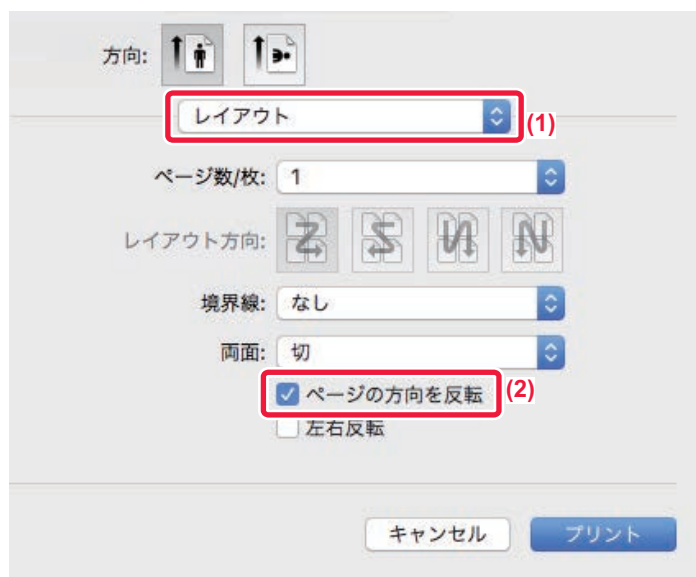 方向:
レイアウト
(1)
ページ数/枚: 1
レイアウト方向:
境界線: なし
両面: 切
ページの方向を反転
(2)
左右反転
キャンセル プリント